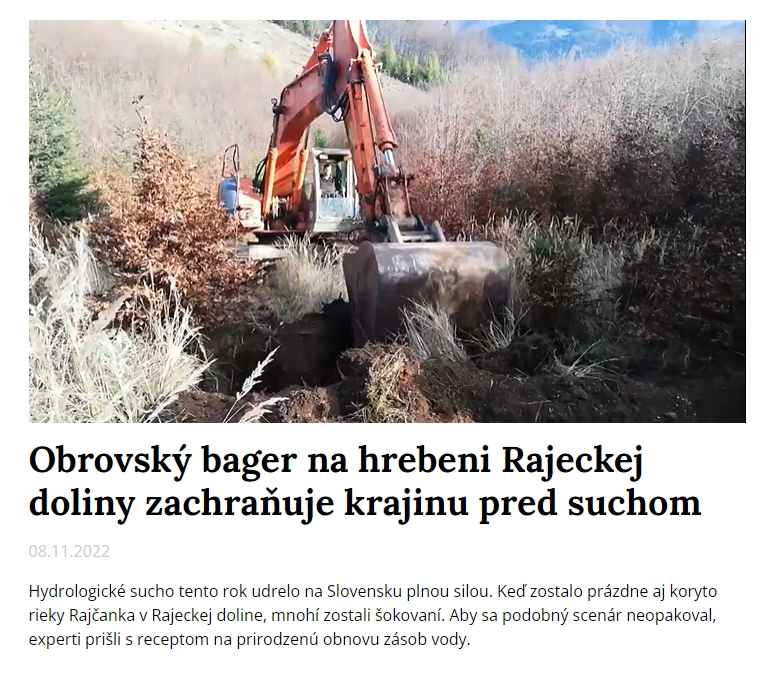 Obrovský bager na hrebeni Rajeckej
doliny zachraňuje krajinu pred suchom
08.11.2022
Hydrologické sucho tento rok udrelo na Slovensku plnou silou. Keď zostalo prázdne aj koryto
rieky Rajčanka v Rajeckej doline, mnohí zostali šokovaní. Aby sa podobný scenár neopakoval,
experti prišli s receptom na prirodzenú obnovu zásob vody.